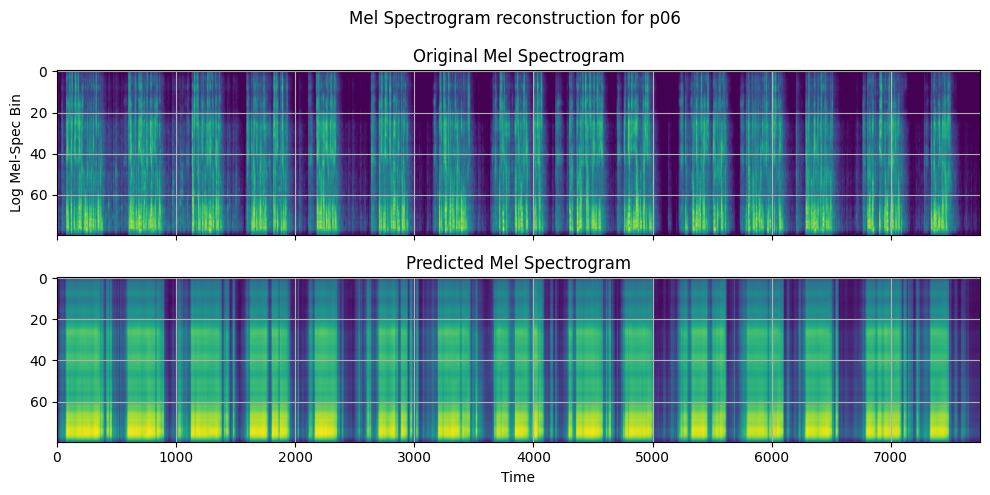 Mel Spectrogram reconstruction for p06
Original Mel Spectrogram
0
20
40
60
Log Mel-Spec Bin
Predicted Mel Spectrogram
0
20
40
60
0 1000 2000 3000 4000 5000 6000 7000
Time